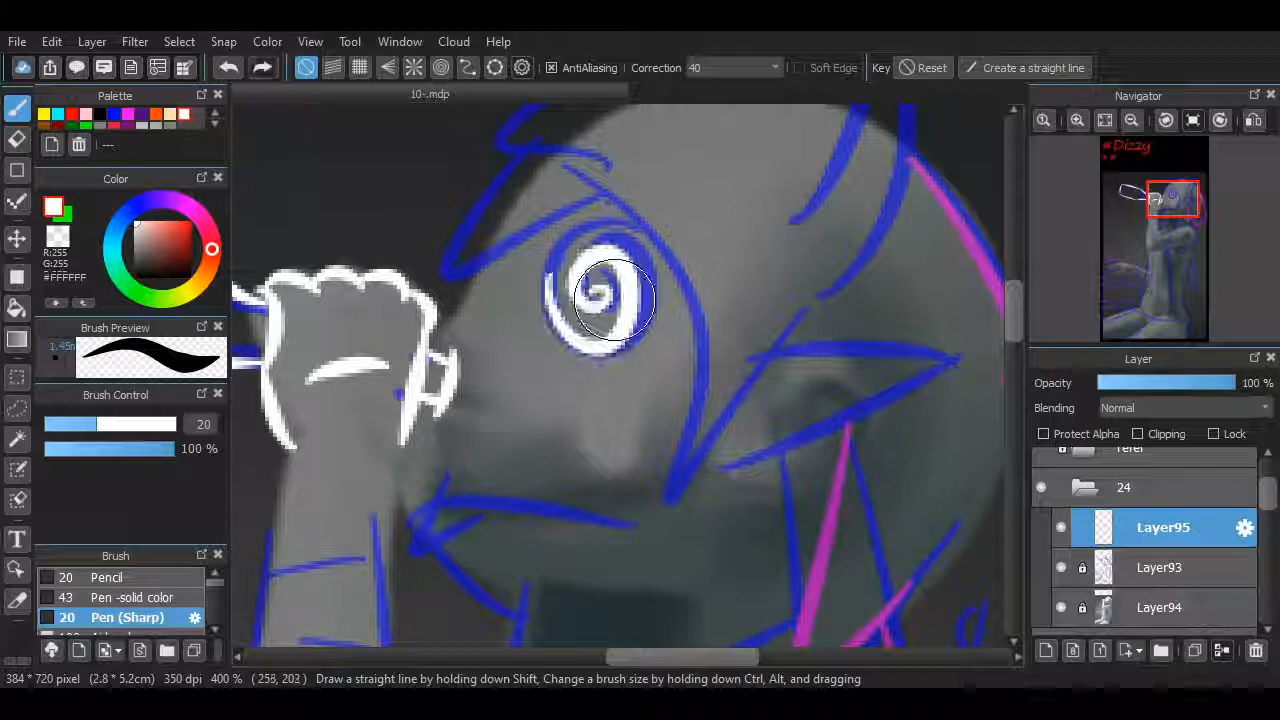 File Edit Layer Filter Select Snap Color View Tool Window Cloud Help
AntiAliasing Correction 40 Soft Edge Key Reset Create a straight line
Palette
10-.mdp
Navigator
---
#Dizzy
Color
R:255
G:255
#FFFFFF
Brush Preview
Layer
Opacity 100 %
Brush Control
Blending Normal
20
Protect Alpha Clipping Lock
100 %
24
Layer95
Brush
Layer93
20 Pencil
43 Pen -solid color
Layer94
20 Pen (Sharp)
384 * 720 pixel (2.8 * 5.2cm) 350 dpi 400 % ( 258, 203 ) Draw a straight line by holding down Shift, Change a brush size by holding down Ctrl, Alt, and dragging